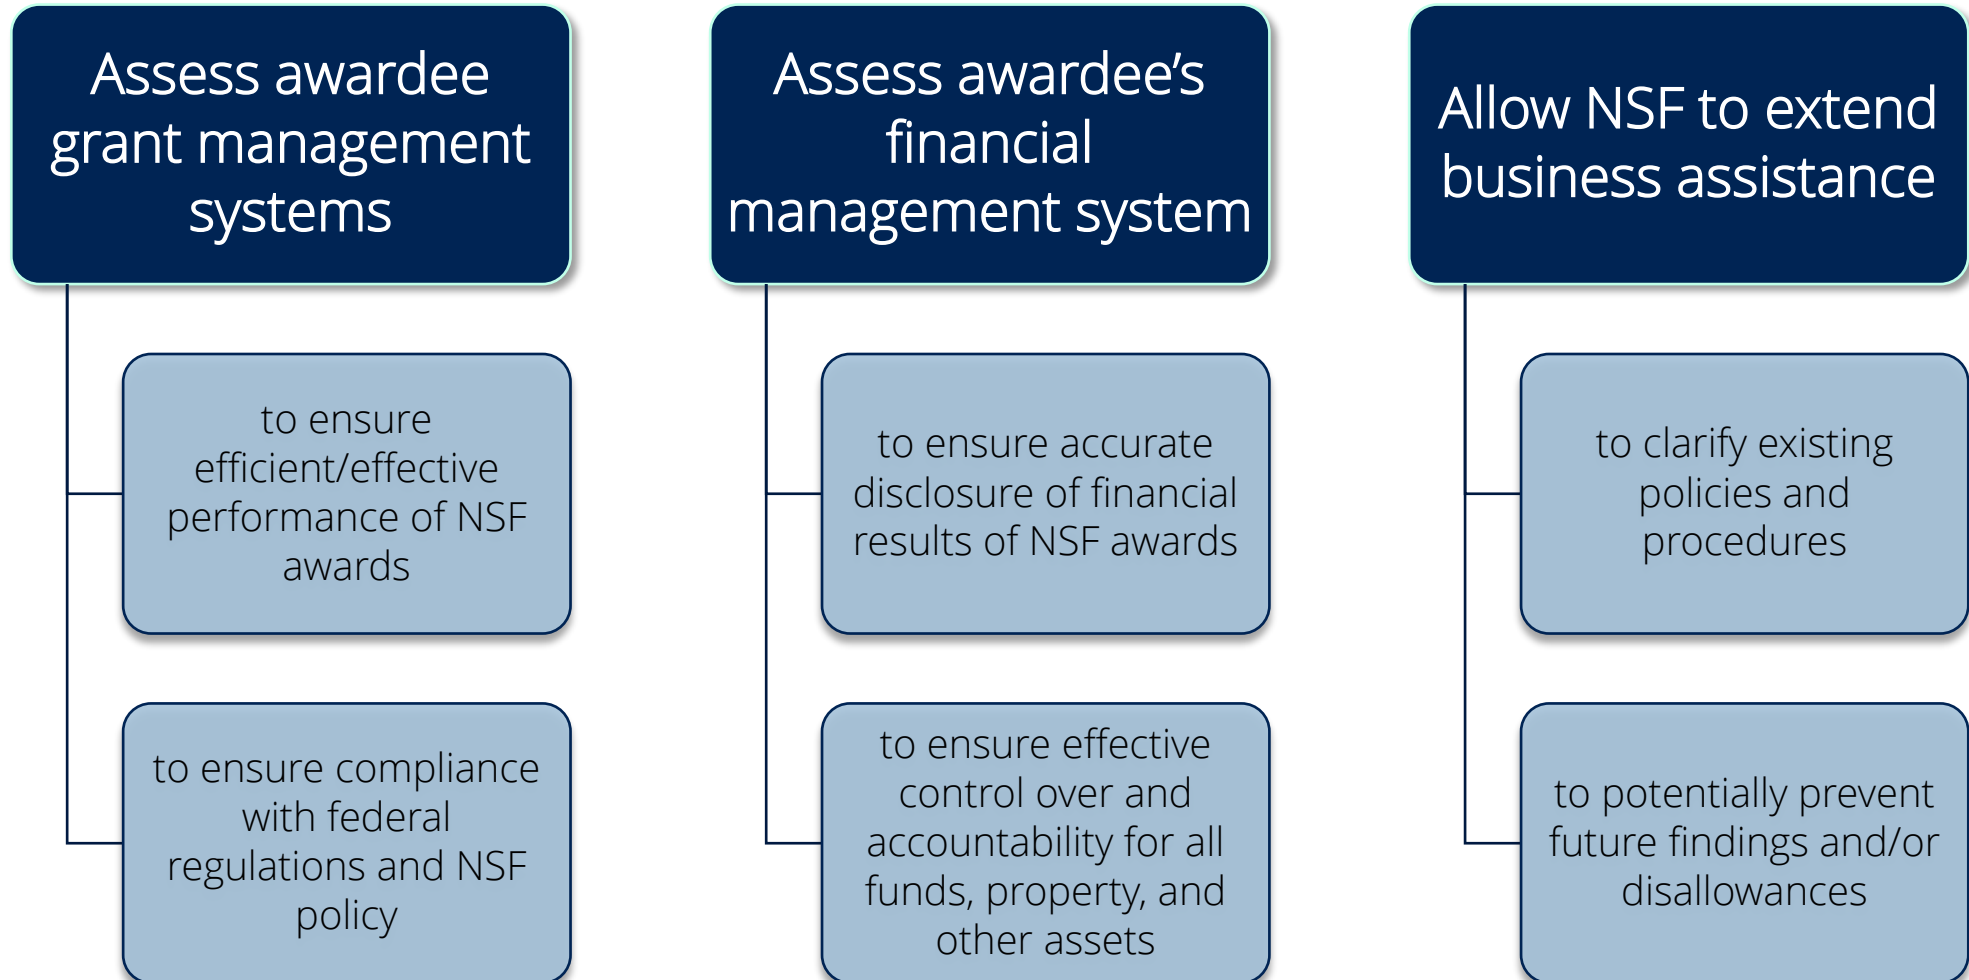 Assess awardee
grant management
systems
to ensure
efficient/effective
performance of NSF
awards
to ensure compliance
with federal
regulations and NSF
policy
Assess awardee’s
financial
management system
to ensure accurate
disclosure of financial
results of NSF awards
to ensure effective
control over and
accountability for all
funds, property, and
other assets
Allow NSF to extend
business assistance
to clarify existing
policies and
procedures
to potentially prevent
future findings and/or
disallowances